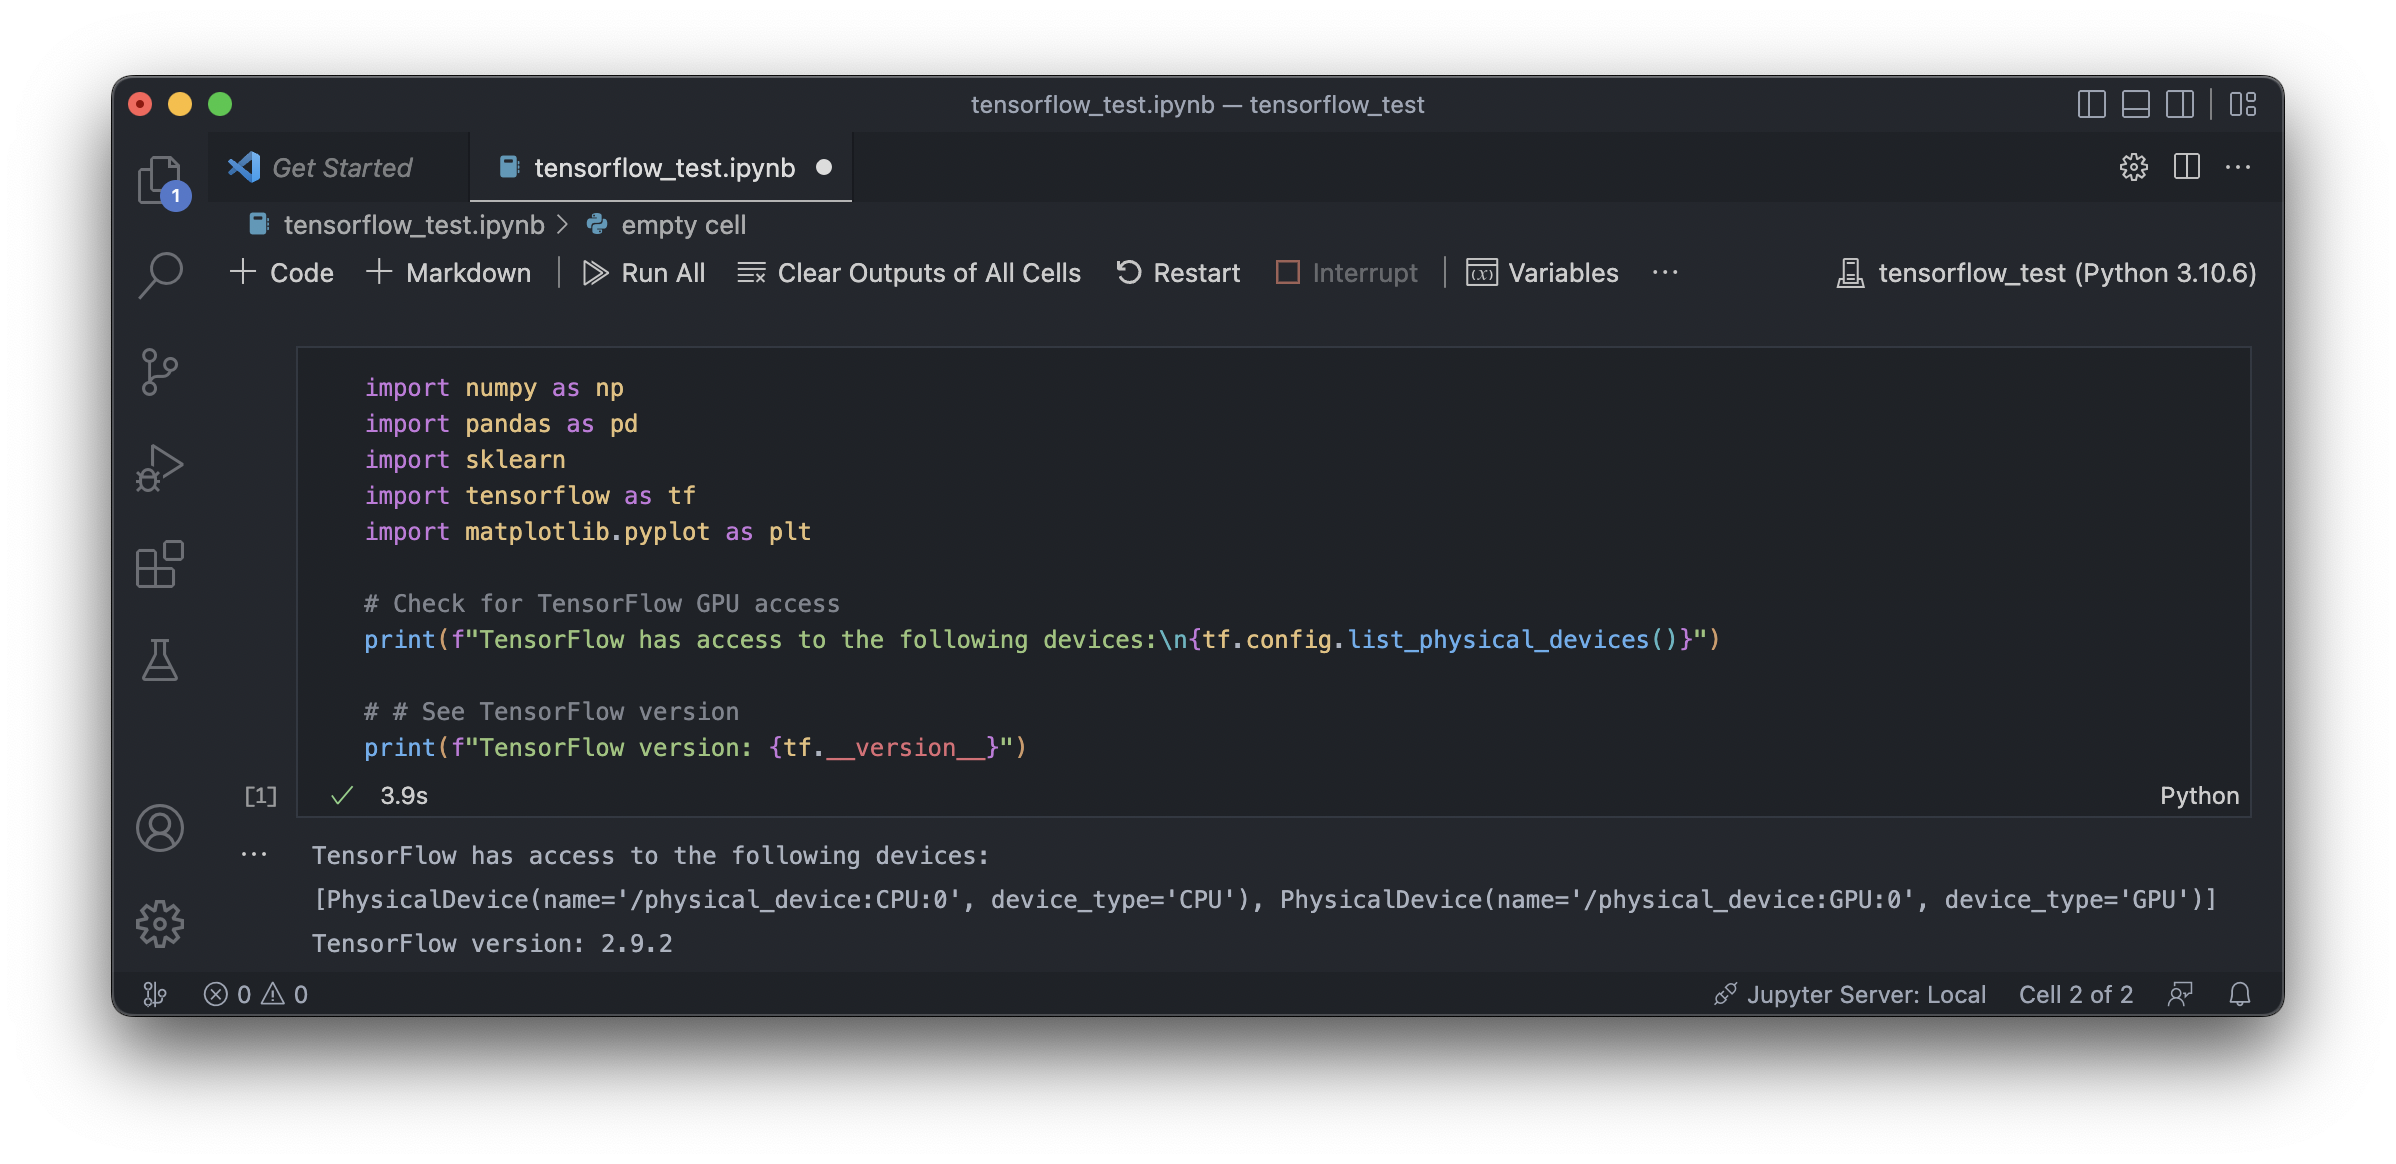 tensorflow_test.ipynb — tensorflow_test
Get Started
tensorflow_test.ipynb
1
tensorflow_test.ipynb > empty cell
+ Code + Markdown | Run All Clear Outputs of All Cells Restart Interrupt | Variables ··· tensorflow_test (Python 3.10.6)
import numpy as np
import pandas as pd
import sklearn
import tensorflow as tf
import matplotlib.pyplot as plt
# Check for TensorFlow GPU access
print(f"TensorFlow has access to the following devices:\n{tf.config.list_physical_devices()}")
# # See TensorFlow version
print(f"TensorFlow version: {tf.__version__}")
[1] ✓ 3.9s Python
··· TensorFlow has access to the following devices:
[PhysicalDevice(name='/physical_device:CPU:0', device_type='CPU'), PhysicalDevice(name='/physical_device:GPU:0', device_type='GPU')]
TensorFlow version: 2.9.2
0 0 Jupyter Server: Local Cell 2 of 2